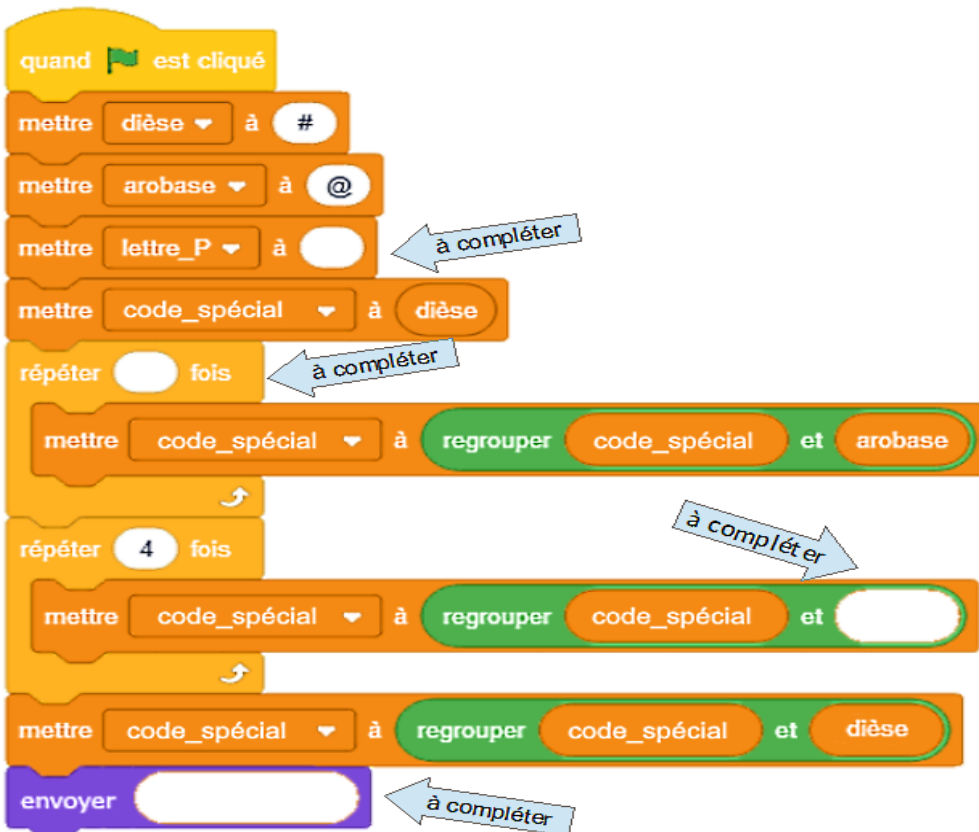 quand est cliqué
mettre dièse à #
mettre arobase à @
mettre lettre_P à
à compléter
mettre code_spécial à dièse
répéter fois
à compléter
mettre code_spécial à regrouper code_spécial et arobase
répéter 4 fois
à compléter
mettre code_spécial à regrouper code_spécial et
mettre code_spécial à regrouper code_spécial et dièse
envoyer
à compléter